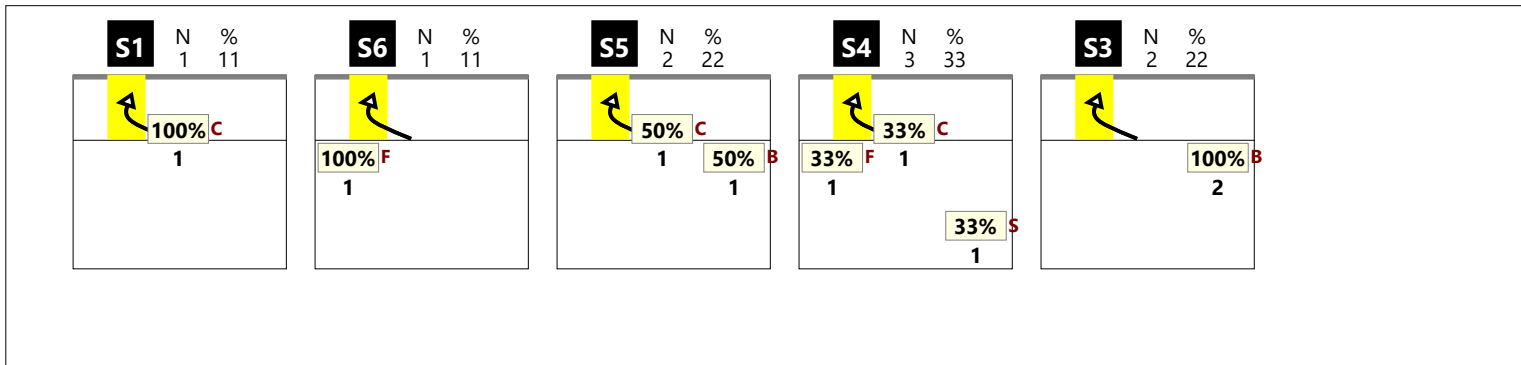 S1 N % 1 11
100% C
1
S6 N % 1 11
100% F
1
S5 N % 2 22
50% C
1
50% B
1
S4 N % 3 33
33% C
1
33% F
1
33% S
1
S3 N % 2 22
100% B
2